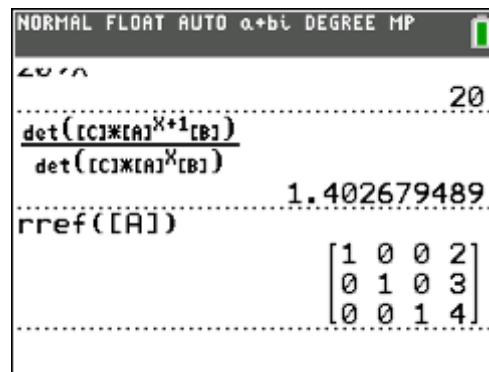 NORMAL FLOAT AUTO a+bi DEGREE MP
20
det([C]*[A]^X+1[B])
det([C]*[A]^X[B])
1.402679489
rref([A])
[1 0 0 2]
[0 1 0 3]
[0 0 1 4]